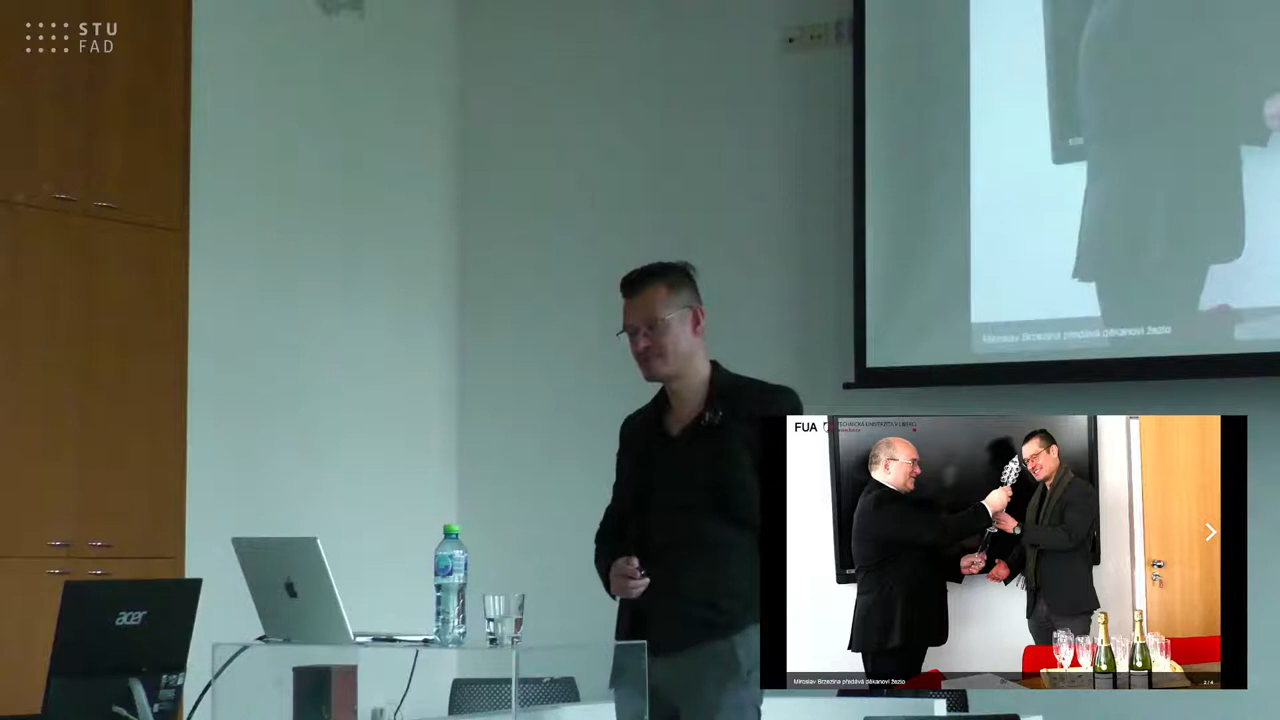 STU
FAD
Miroslav Brzezina předává děkanovi žezlo
FUA
TECHNICKÁ UNIVERZITA V LIBERCI
acer
Miroslav Brzezina předává děkanovi žezlo